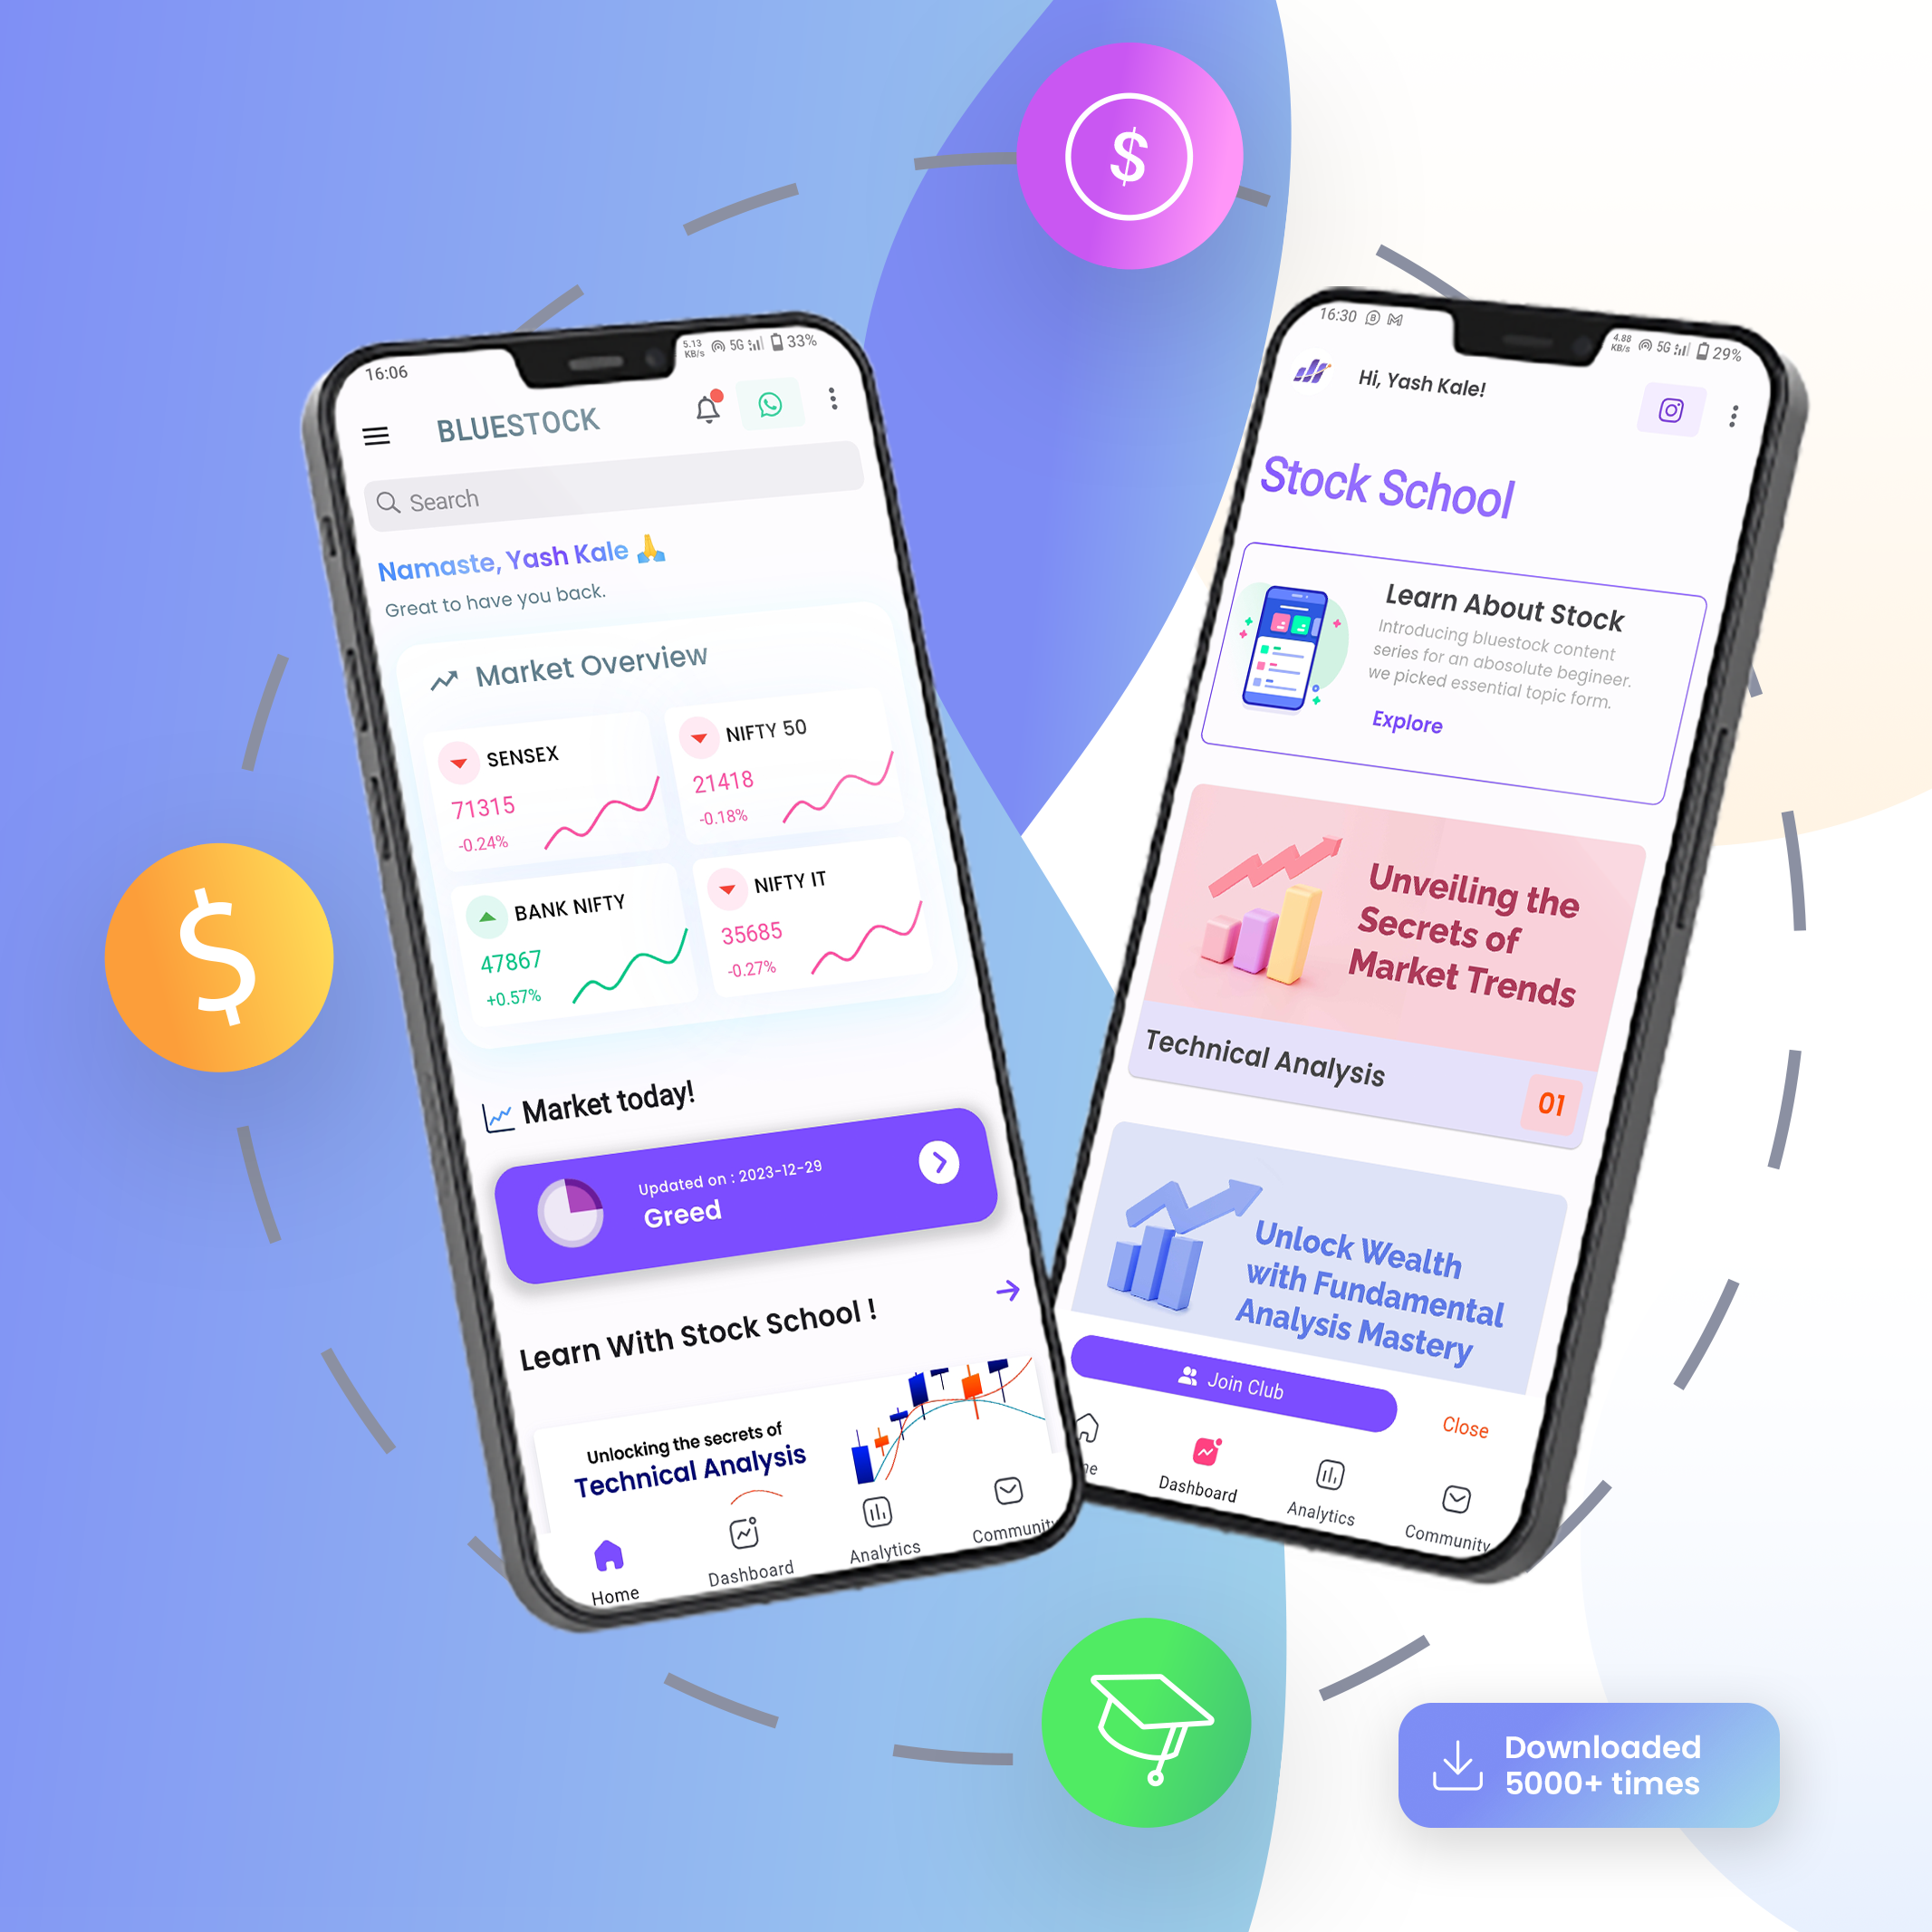 16:06
5.13
KB/s
5G
33%
BLUESTOCK
Search
Namaste, Yash Kale 🙏
Great to have you back.
Market Overview
SENSEX
71315
-0.24%
NIFTY 50
21418
-0.18%
BANK NIFTY
47867
+0.57%
NIFTY IT
35685
-0.27%
Market today!
Updated on : 2023-12-29
Greed
Learn With Stock School !
Unlocking the secrets of
Technical Analysis
Home
Dashboard
Analytics
Community
16:30
4.88
KB/s
5G
29%
Hi, Yash Kale!
Stock School
Learn About Stock
Introducing bluestock content
series for an abosolute begineer.
we picked essential topic form.
Explore
Unveiling the
Secrets of
Market Trends
Technical Analysis
01
Unlock Wealth
with Fundamental
Analysis Mastery
Join Club
Close
me
Dashboard
Analytics
Community
$
$
Downloaded
5000+ times